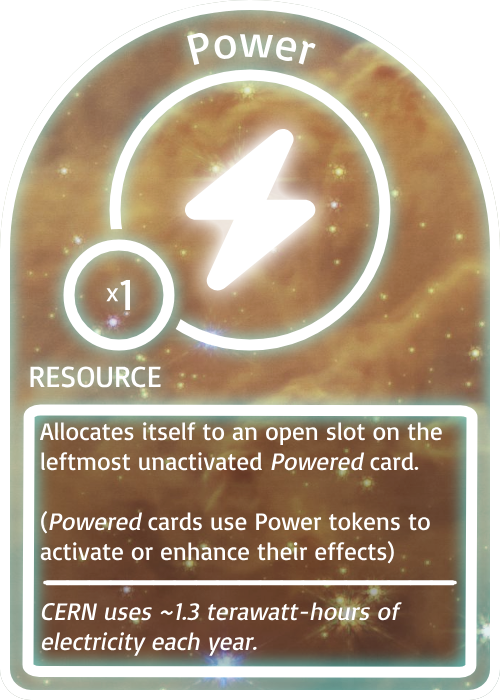 Power
x1
RESOURCE
Allocates itself to an open slot on the
leftmost unactivated Powered card.
(Powered cards use Power tokens to
activate or enhance their effects)
CERN uses ~1.3 terawatt-hours of
electricity each year.